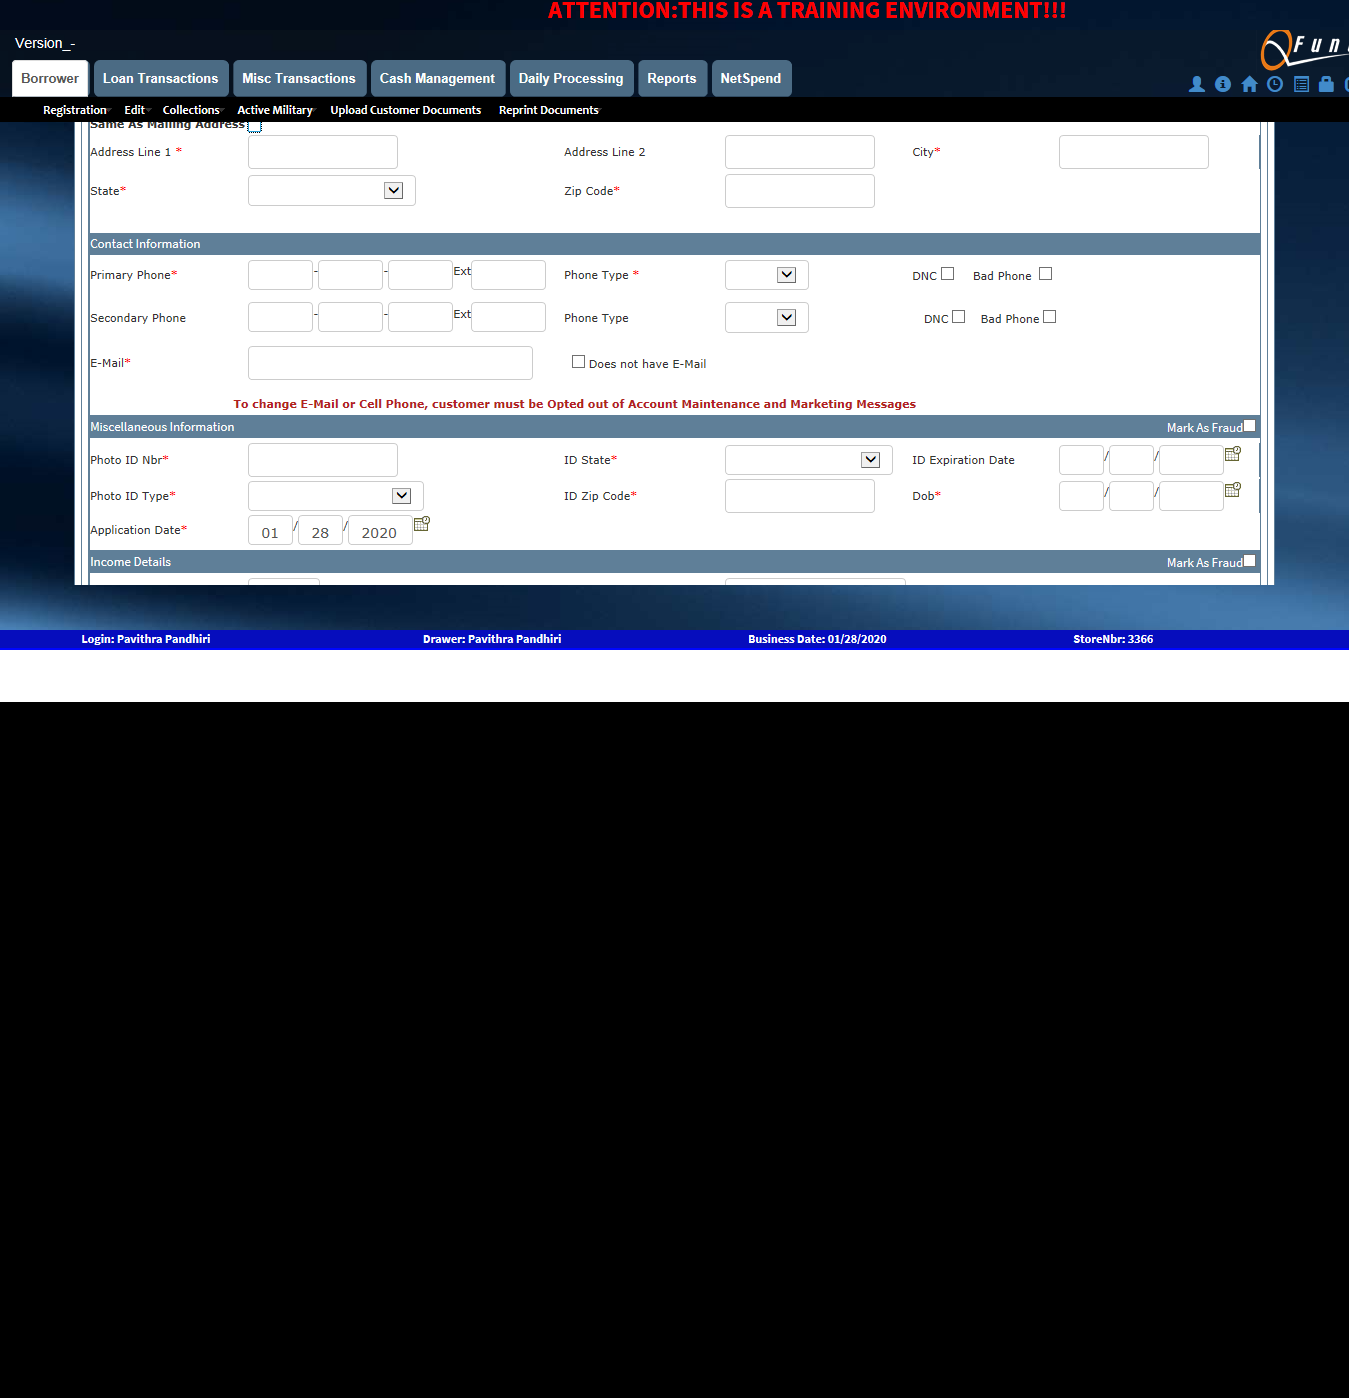 ATTENTION:THIS IS A TRAINING ENVIRONMENT!!!
Version_-
QFun
Borrower Loan Transactions Misc Transactions Cash Management Daily Processing Reports NetSpend
Registration Edit Collections Active Military Upload Customer Documents Reprint Documents
Same As Mailing Address
Address Line 1 * Address Line 2 City*
State* Zip Code*
Contact Information
Primary Phone* - - Ext Phone Type * DNC Bad Phone
Secondary Phone - - Ext Phone Type DNC Bad Phone
E-Mail* Does not have E-Mail
To change E-Mail or Cell Phone, customer must be Opted out of Account Maintenance and Marketing Messages
Miscellaneous Information Mark As Fraud
Photo ID Nbr* ID State* ID Expiration Date / /
Photo ID Type* ID Zip Code* Dob* / /
Application Date* 01 / 28 / 2020
Income Details Mark As Fraud
Login: Pavithra Pandhiri Drawer: Pavithra Pandhiri Business Date: 01/28/2020 StoreNbr: 3366